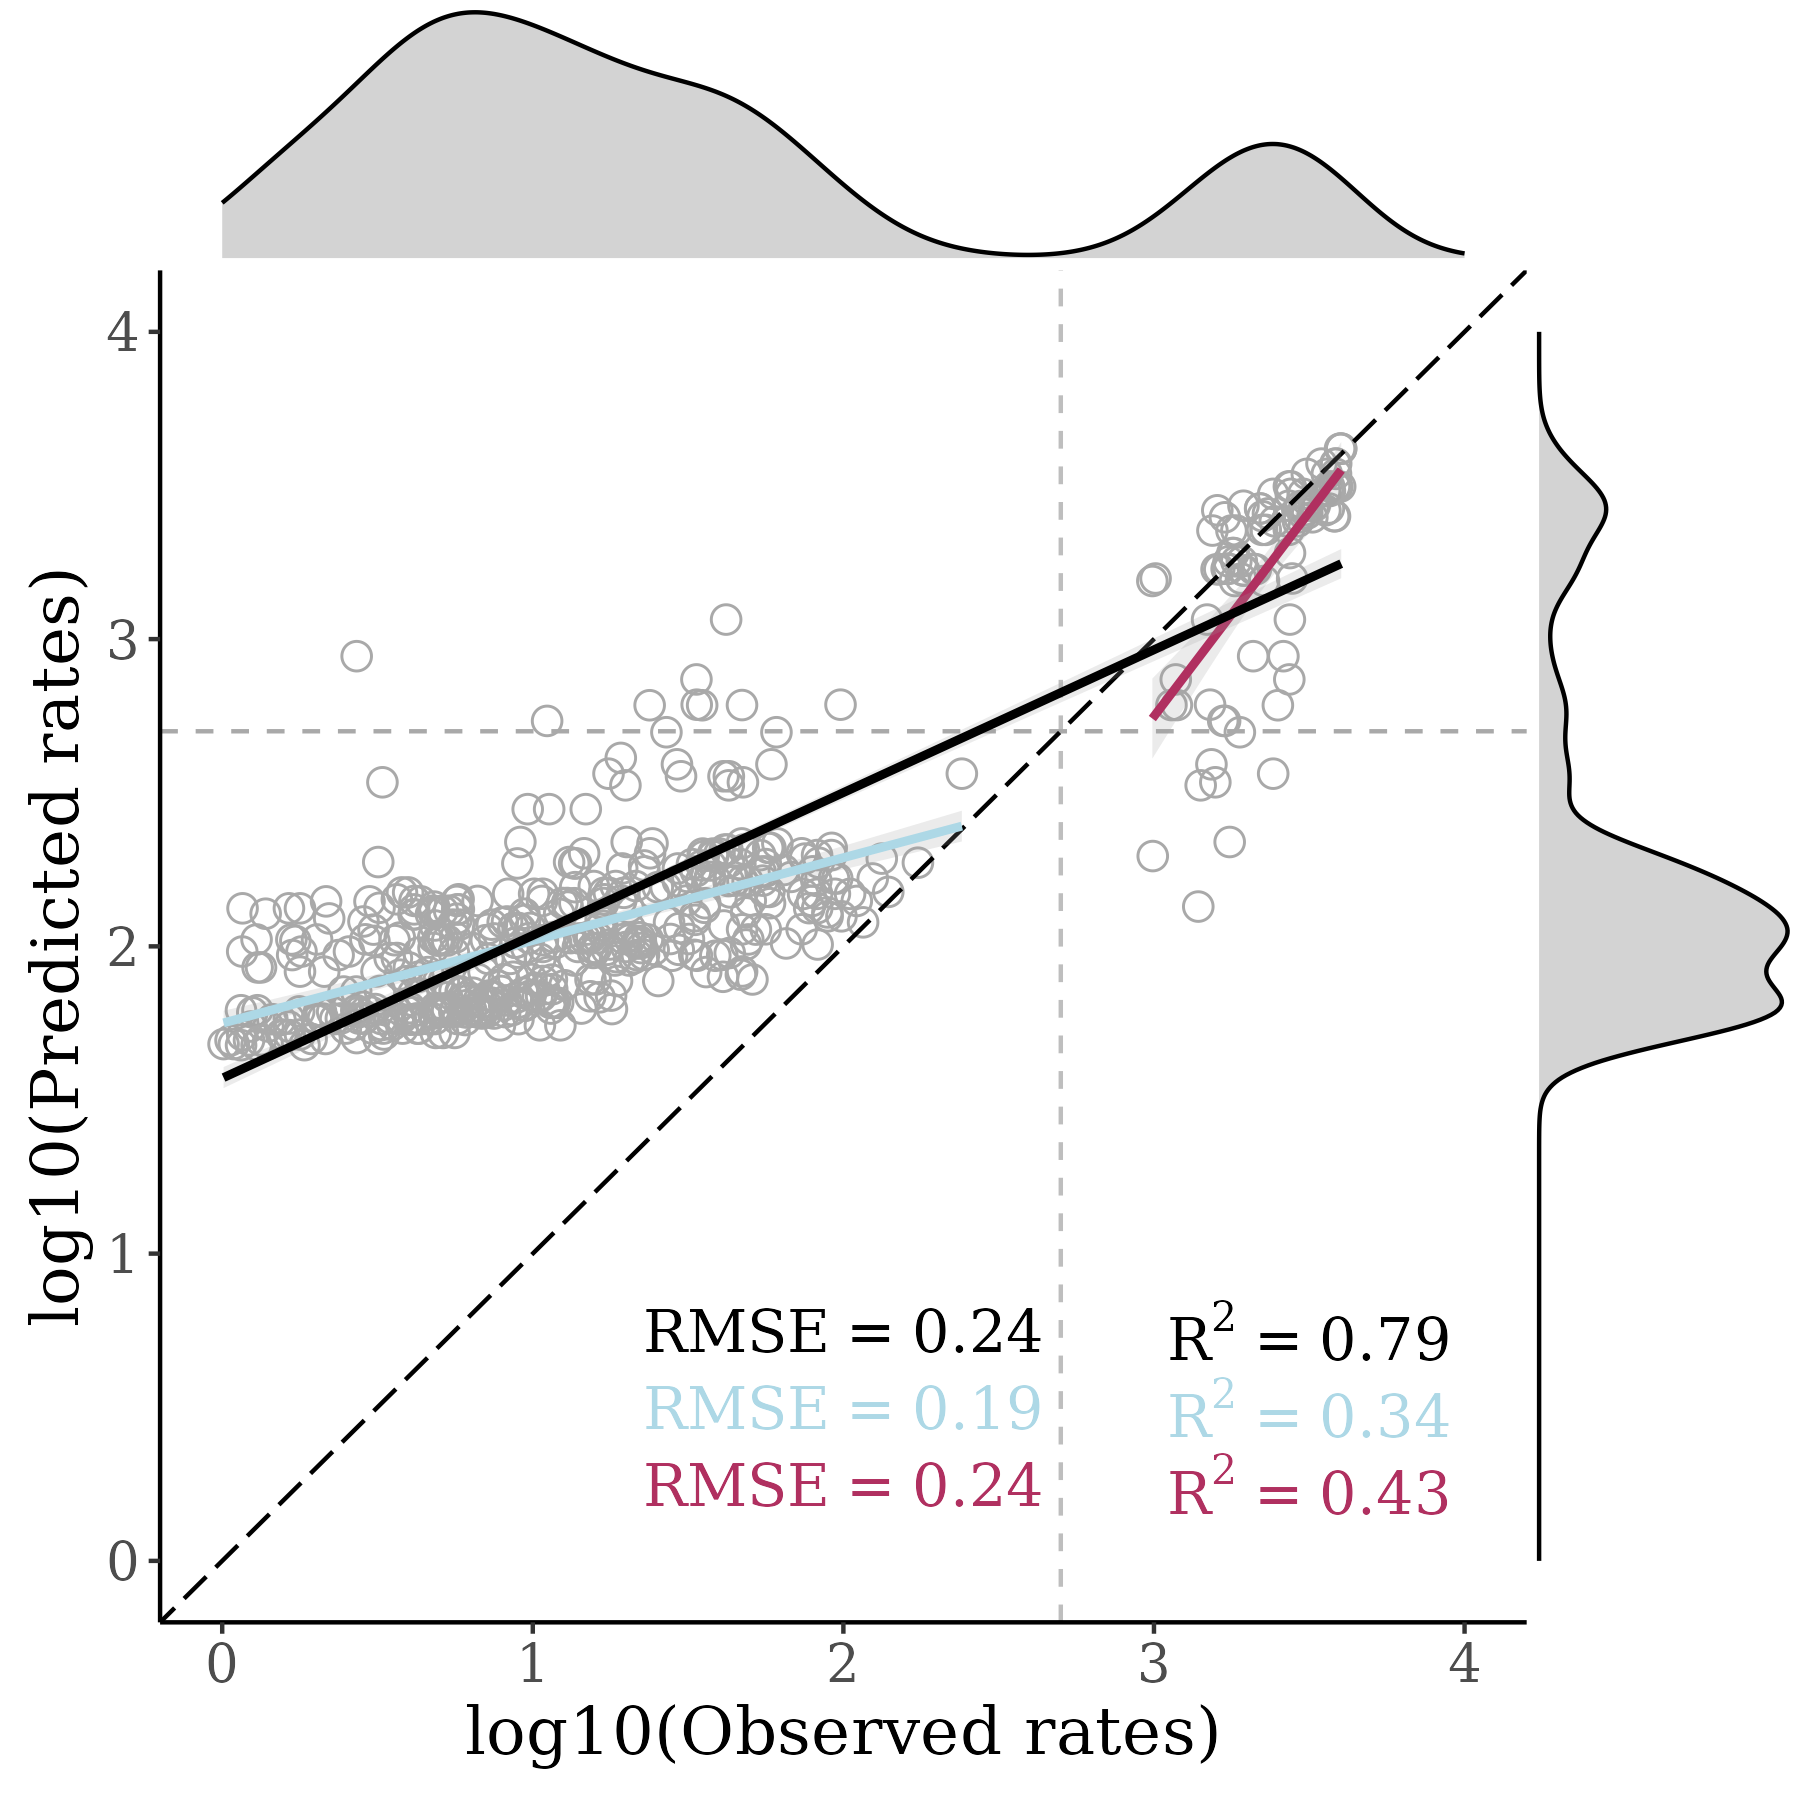 4
3
2
1
0
log10(Predicted rates)
RMSE = 0.24 R² = 0.79
RMSE = 0.19 R² = 0.34
RMSE = 0.24 R² = 0.43
0 1 2 3 4
log10(Observed rates)